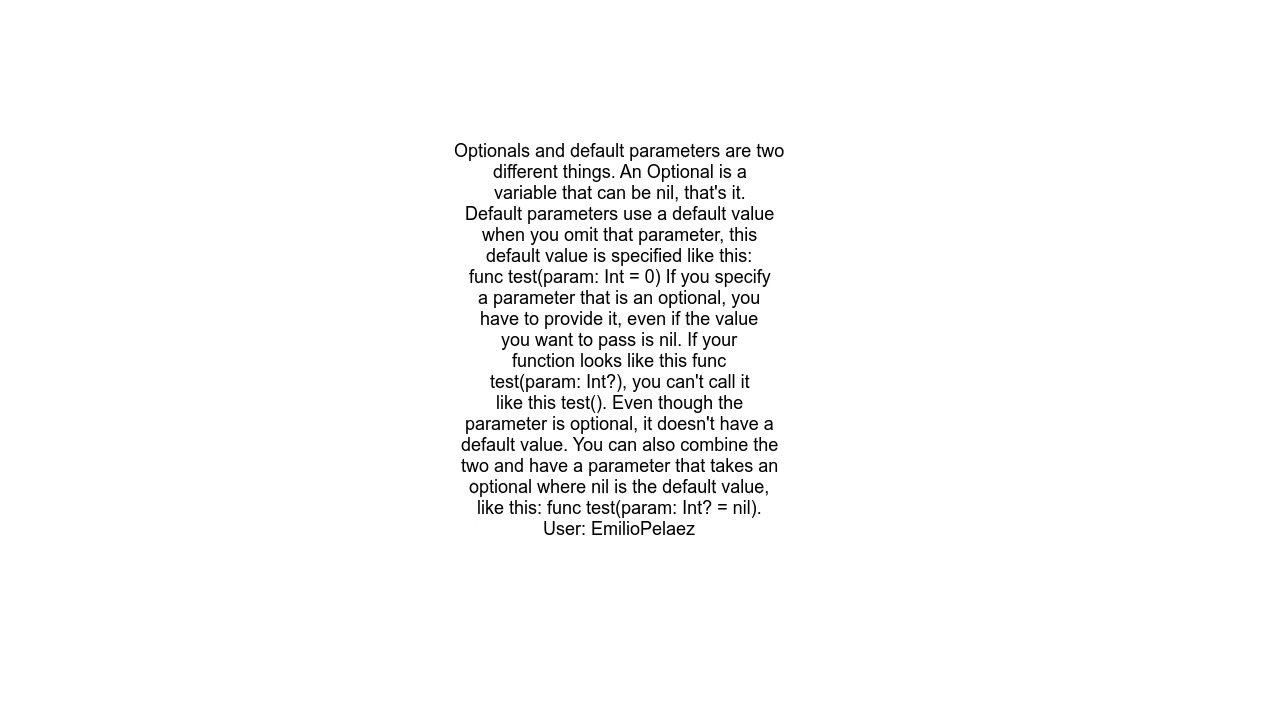 Optionals and default parameters are two
different things. An Optional is a
variable that can be nil, that's it.
Default parameters use a default value
when you omit that parameter, this
default value is specified like this:
func test(param: Int = 0) If you specify
a parameter that is an optional, you
have to provide it, even if the value
you want to pass is nil. If your
function looks like this func
test(param: Int?), you can't call it
like this test(). Even though the
parameter is optional, it doesn't have a
default value. You can also combine the
two and have a parameter that takes an
optional where nil is the default value,
like this: func test(param: Int? = nil).
User: EmilioPelaez